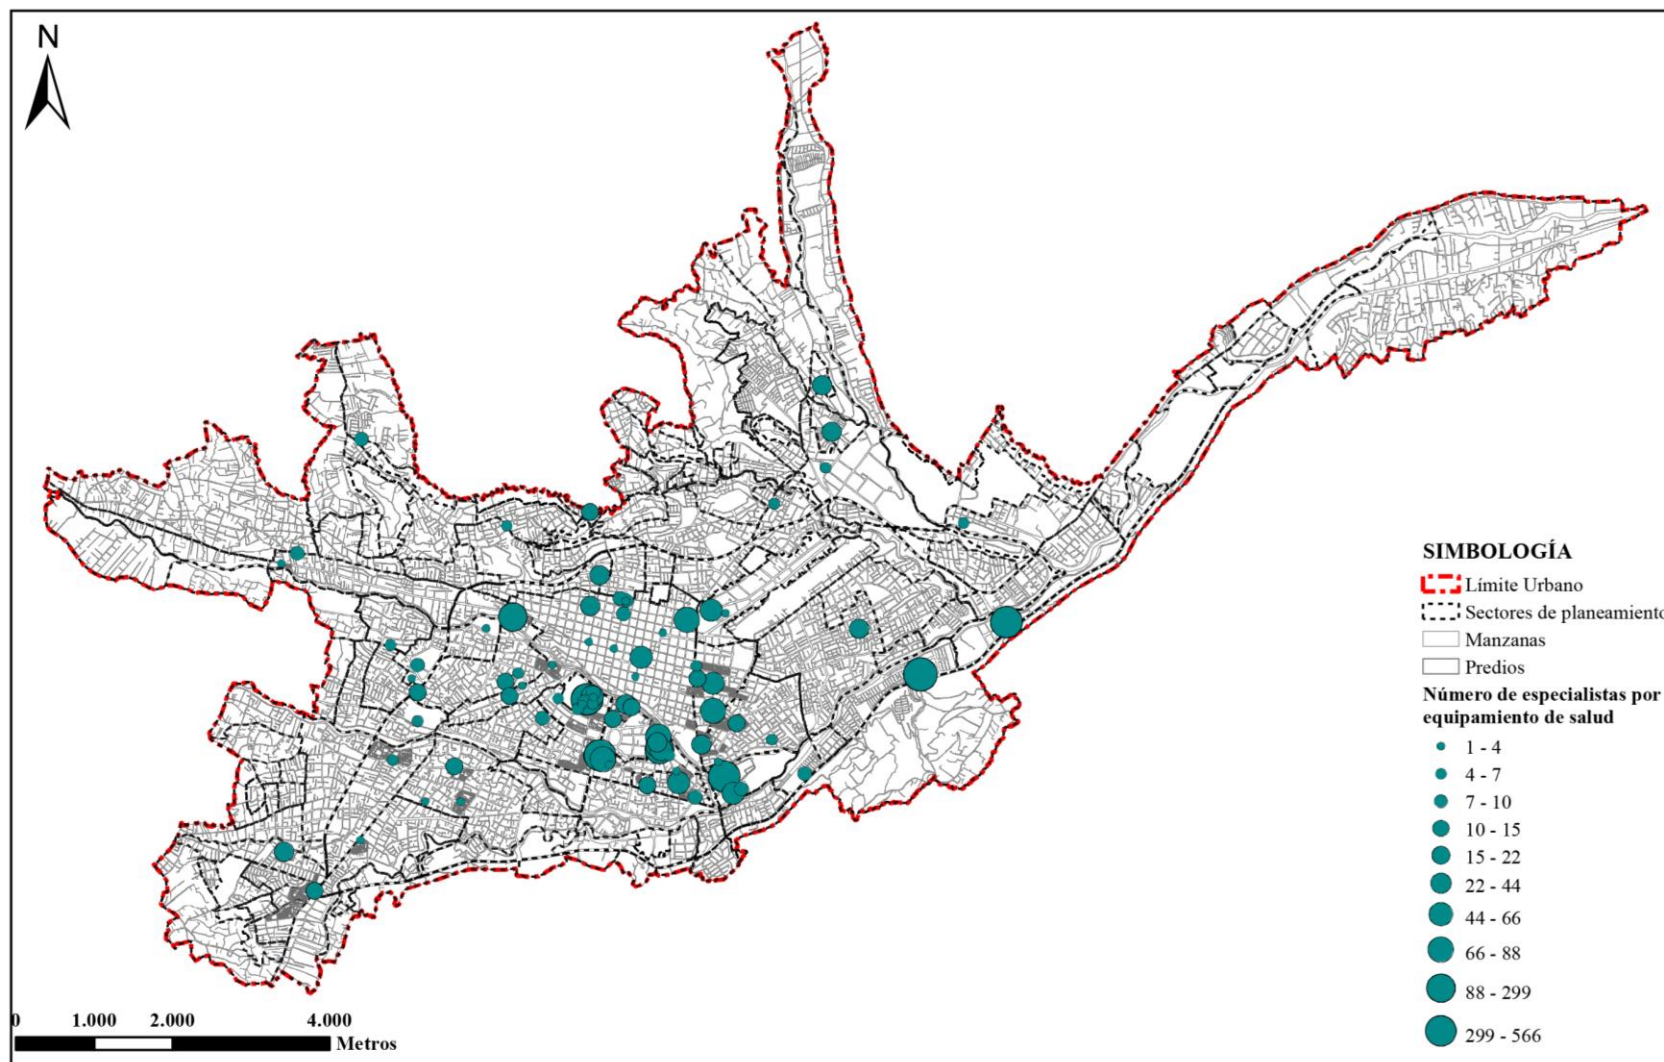 N
SIMBOLOGÍA
Límite Urbano
Sectores de planeamiento
Manzanas
Predios
Número de especialistas por
equipamiento de salud
1 - 4
4 - 7
7 - 10
10 - 15
15 - 22
22 - 44
44 - 66
66 - 88
88 - 299
299 - 566
0 1.000 2.000 4.000
Metros